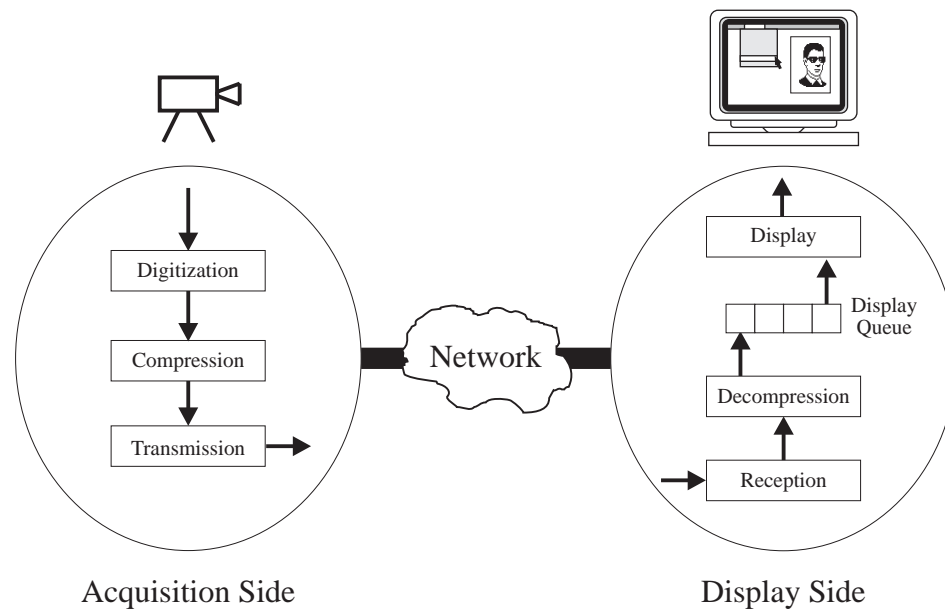 Digitization
Compression
Transmission
Network
Display
Display
Queue
Decompression
Reception
Acquisition Side
Display Side